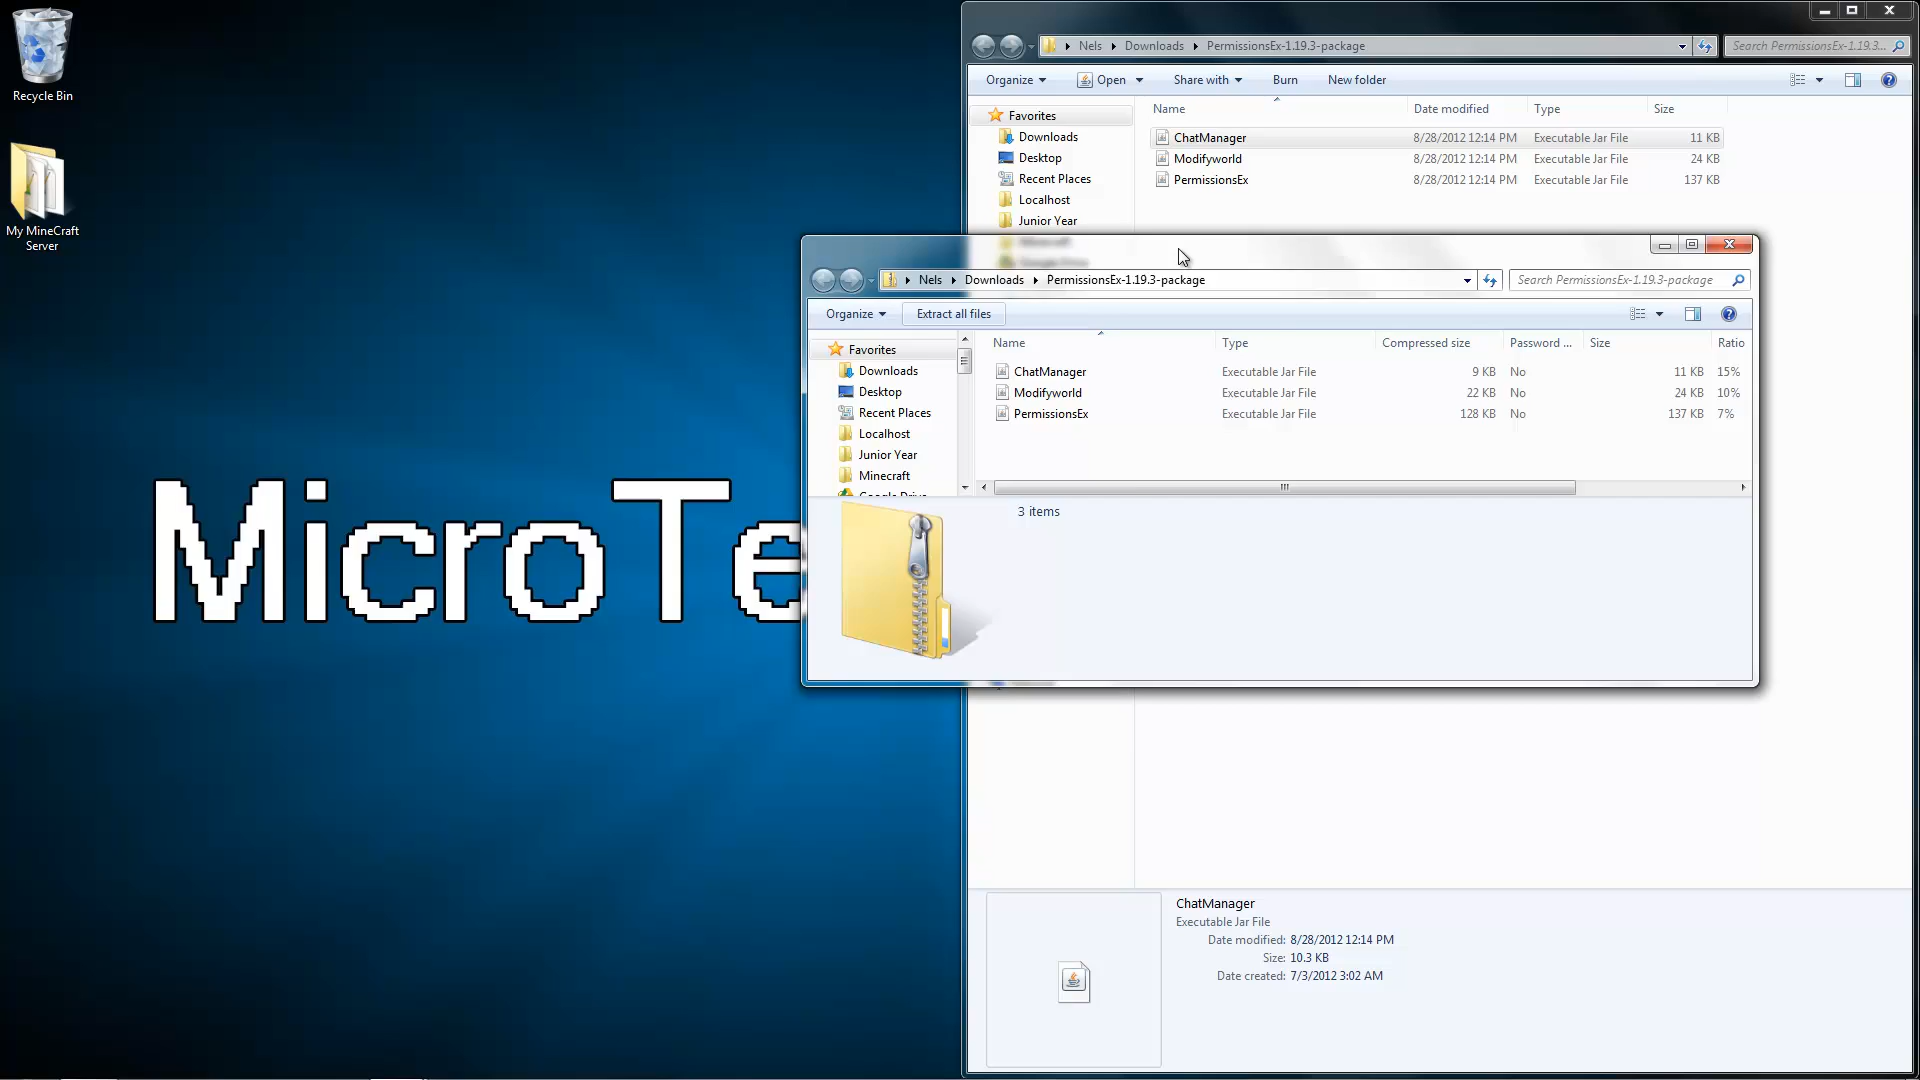 Recycle Bin
My MineCraft
Server
MicroTe
Nels Downloads PermissionsEx-1.19.3-package
Search PermissionsEx-1.19.3...
Organize Open Share with Burn New folder
Name Date modified Type Size
Favorites
Downloads
Desktop
Recent Places
Localhost
Junior Year
ChatManager 8/28/2012 12:14 PM Executable Jar File 11 KB
Modifyworld 8/28/2012 12:14 PM Executable Jar File 24 KB
PermissionsEx 8/28/2012 12:14 PM Executable Jar File 137 KB
Nels Downloads PermissionsEx-1.19.3-package
Search PermissionsEx-1.19.3-package
Organize Extract all files
Name Type Compressed size Password ... Size Ratio
Favorites
Downloads
Desktop
Recent Places
Localhost
Junior Year
Minecraft
Google Drive
ChatManager Executable Jar File 9 KB No 11 KB 15%
Modifyworld Executable Jar File 22 KB No 24 KB 10%
PermissionsEx Executable Jar File 128 KB No 137 KB 7%
3 items
ChatManager
Executable Jar File
Date modified: 8/28/2012 12:14 PM
Size: 10.3 KB
Date created: 7/3/2012 3:02 AM